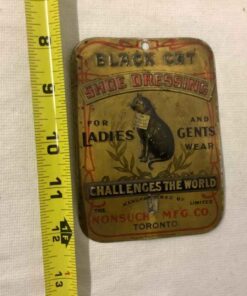 BLACK CAT
SHOE DRESSING
FOR AND
LADIES GENTS
WEAR
CHALLENGES THE WORLD
MANUFACTURED BY
THE LIMITED
NONSUCH MFG. CO
TORONTO
8
9
10
11
12
13